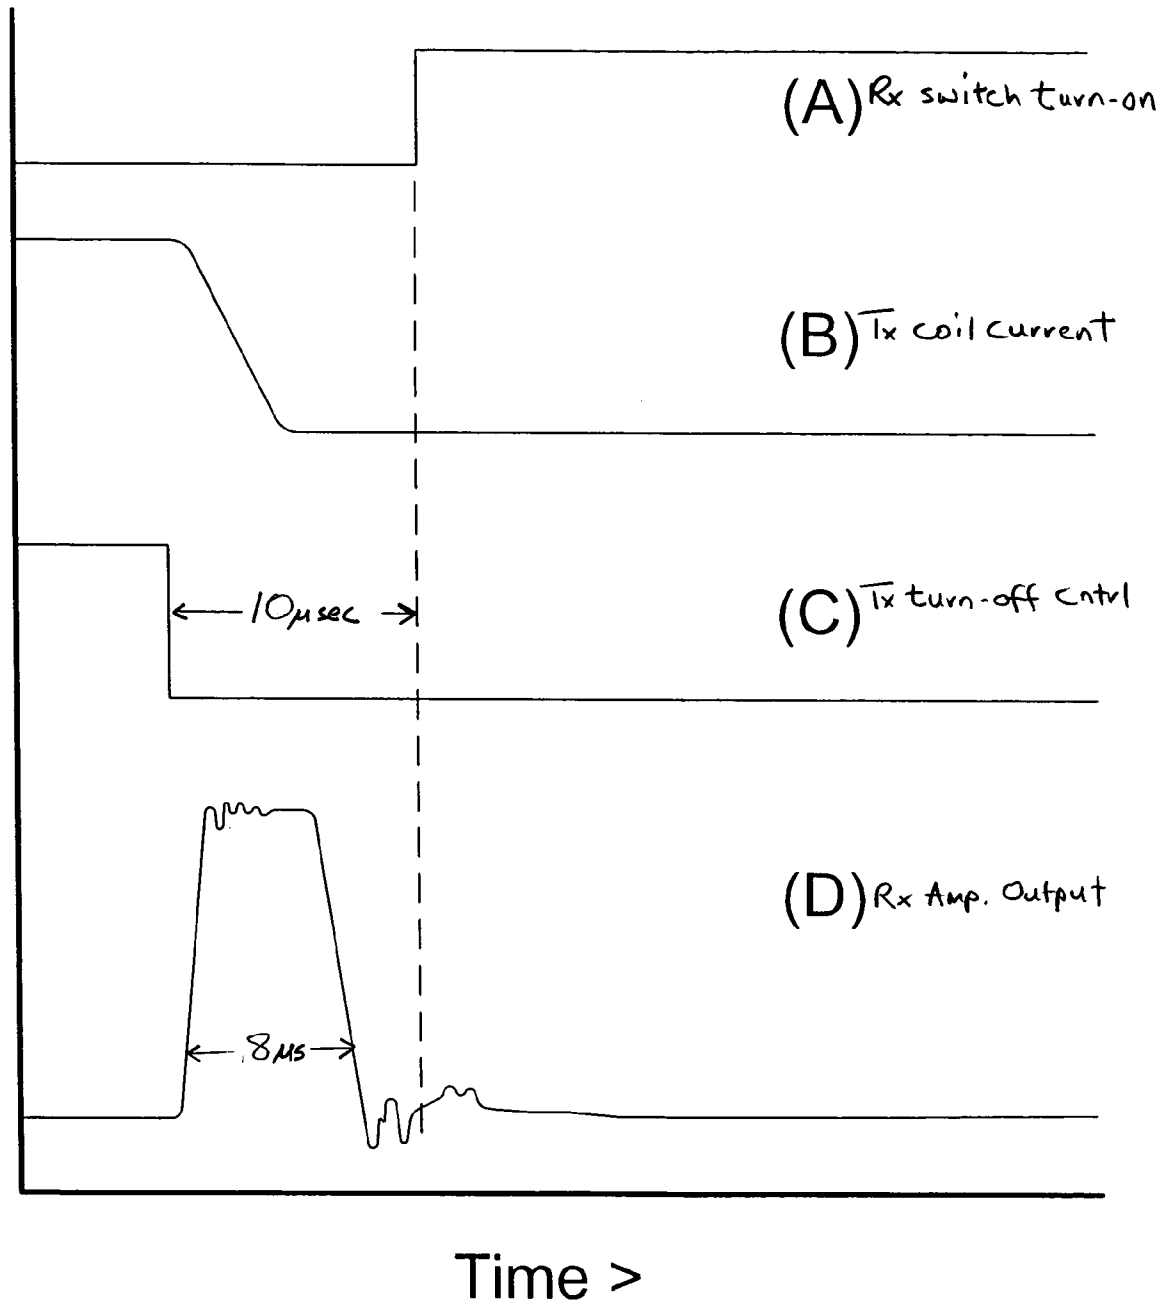 (A) Rx switch turn-on
(B) Tx coil current
10μsec
(C) Tx turn-off Cntrl
(D) Rx Amp. Output
.8μs
Time >